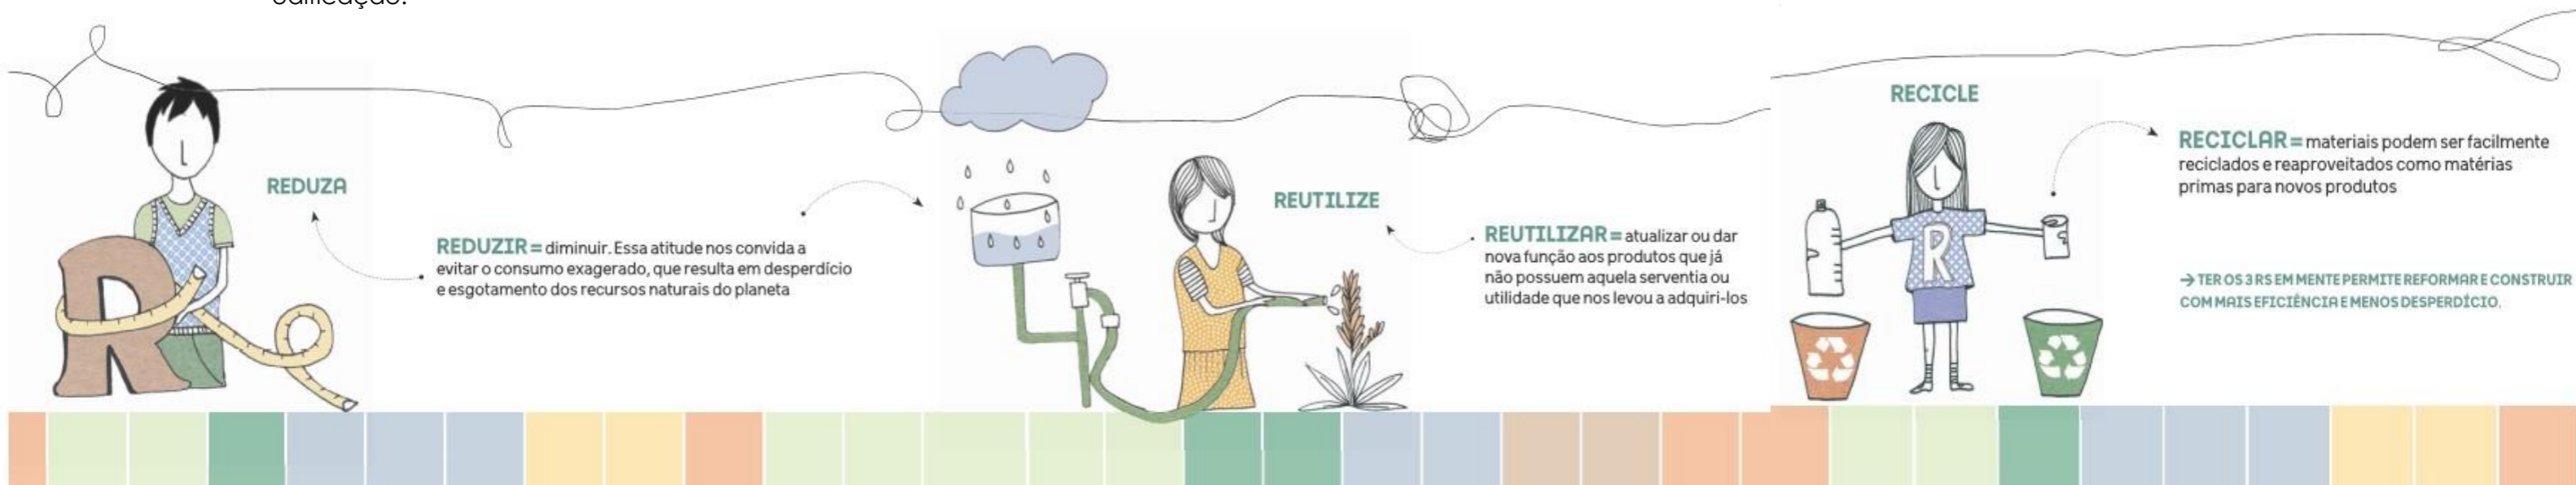 REDUZA
REDUZIR = diminuir. Essa atitude nos convida a
evitar o consumo exagerado, que resulta em desperdício
e esgotamento dos recursos naturais do planeta
REUTILIZE
REUTILIZAR = atualizar ou dar
nova função aos produtos que já
não possuem aquela serventia ou
utilidade que nos levou a adquiri-los
RECICLE
RECICLAR = materiais podem ser facilmente
reciclados e reaproveitados como matérias
primas para novos produtos
R
→ TER OS 3 RS EM MENTE PERMITE REFORMAR E CONSTRUIR
COM MAIS EFICIÊNCIA E MENOS DESPERDÍCIO.